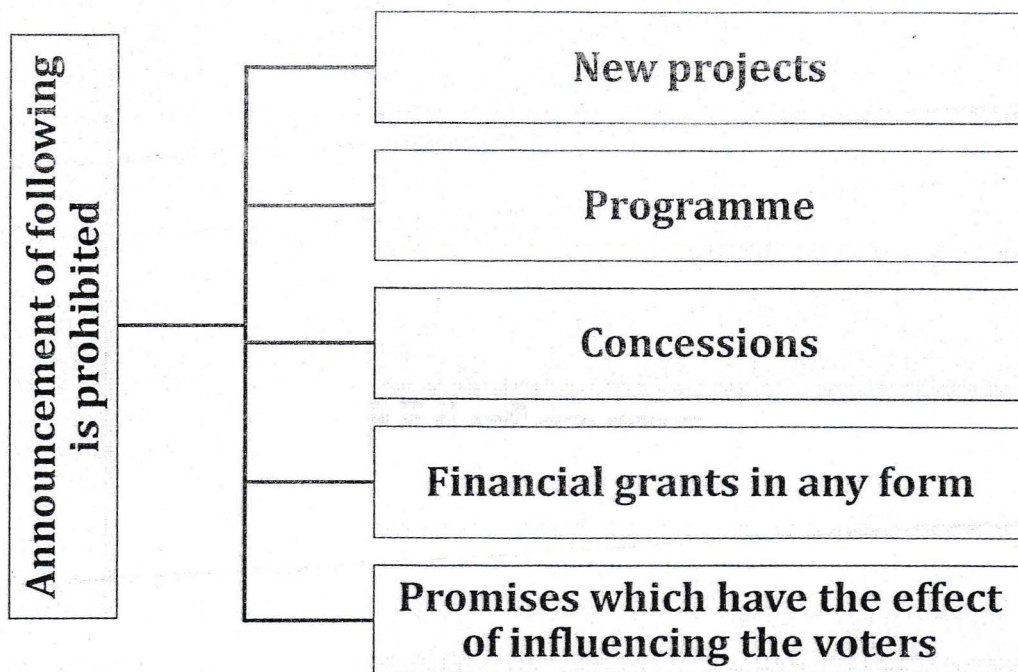 Announcement of following
is prohibited
New projects
Programme
Concessions
Financial grants in any form
Promises which have the effect
of influencing the voters